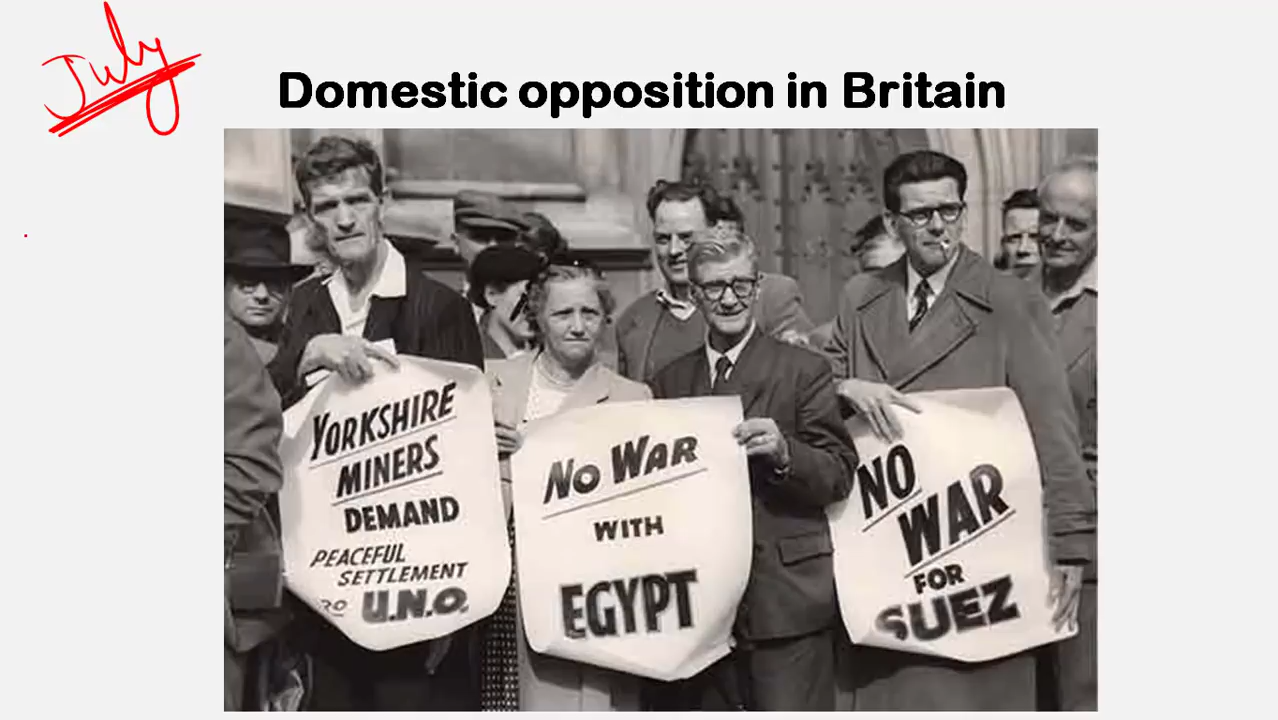 July
Domestic opposition in Britain
YORKSHIRE
MINERS
DEMAND
PEACEFUL
SETTLEMENT
U.N.O.
NO WAR
WITH
EGYPT
NO
WAR
FOR
SUEZ